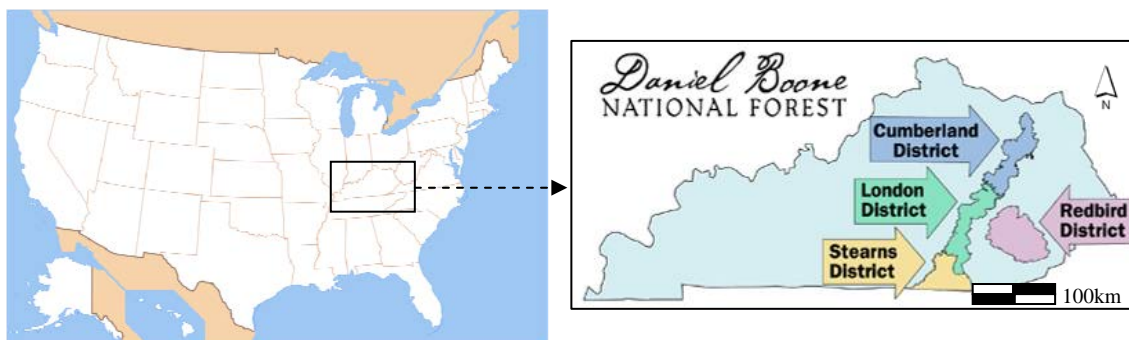 Daniel Boone
NATIONAL FOREST
N
Cumberland
District
London
District
Redbird
District
Stearns
District
100km